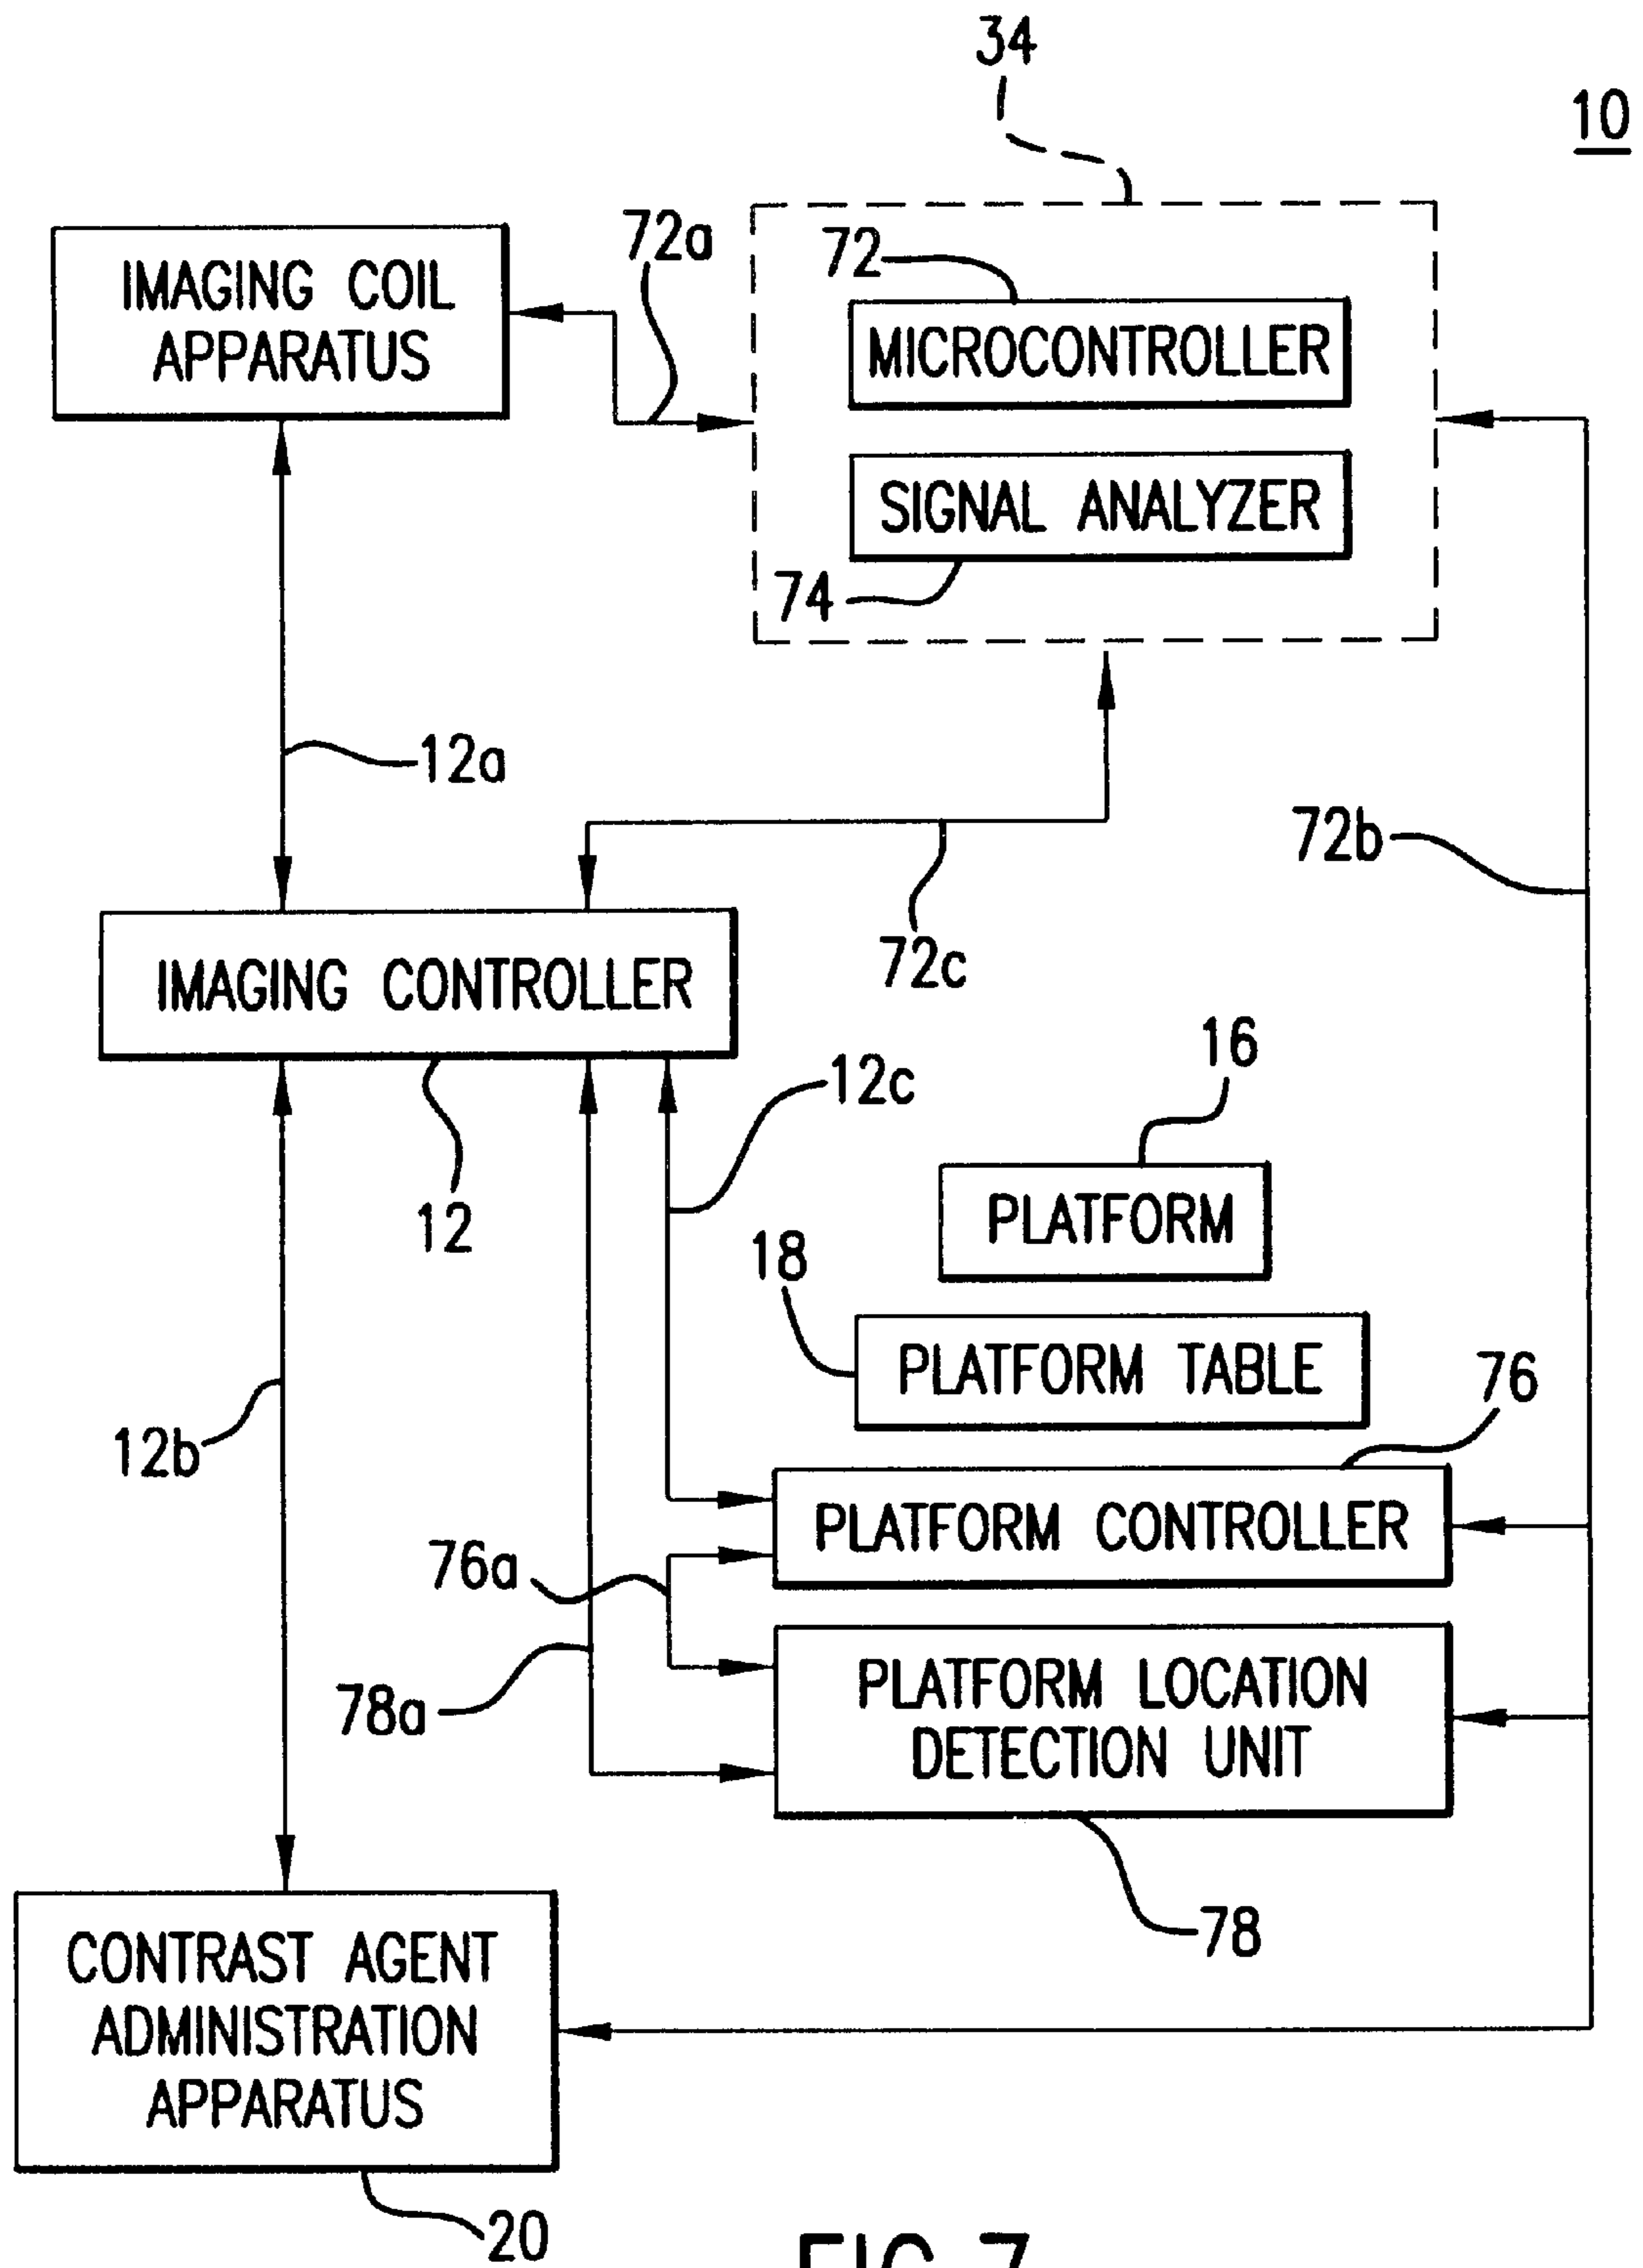 34
10
72a
72
IMAGING COIL
APPARATUS
MICROCONTROLLER
SIGNAL ANALYZER
74
12a
72b
72c
IMAGING CONTROLLER
16
12c
12
PLATFORM
18
PLATFORM TABLE
76
12b
PLATFORM CONTROLLER
76a
PLATFORM LOCATION
DETECTION UNIT
78a
78
CONTRAST AGENT
ADMINISTRATION
APPARATUS
20
FIG. 7